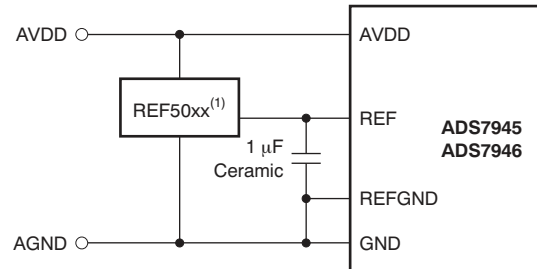 AVDD
AVDD
REF50xx(1)
REF
ADS7945
ADS7946
1 μF
Ceramic
REFGND
AGND
GND